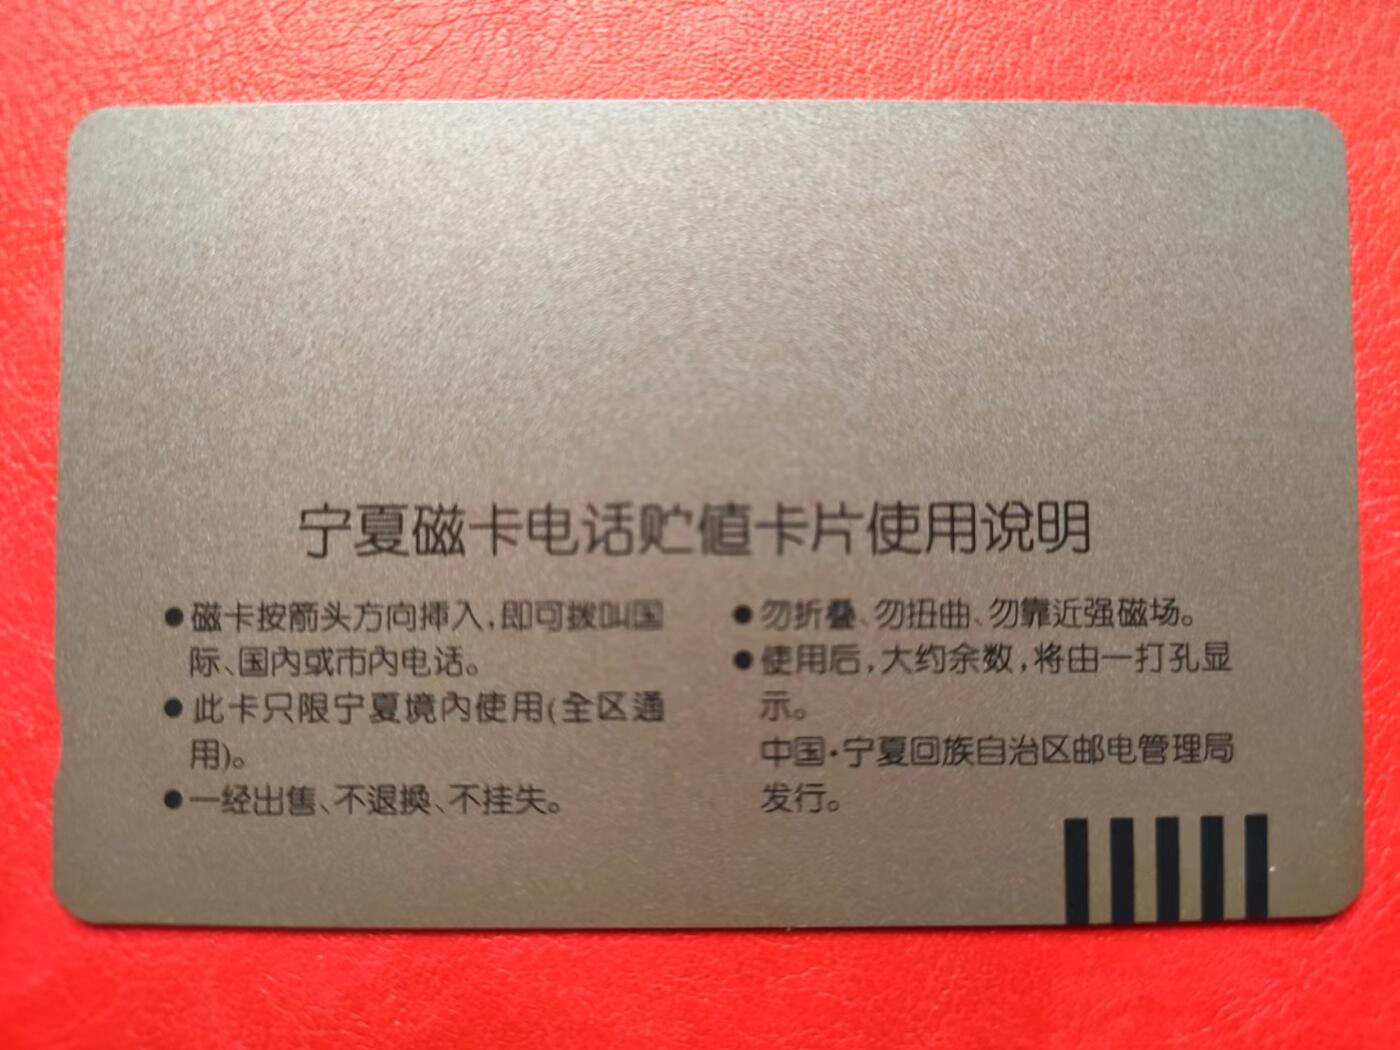 宁夏磁卡电话贮值卡片使用说明
●磁卡按箭头方向挿入,即可拨叫国
际、国内或市内电话。
●此卡只限宁夏境内使用(全区通
用)。
●一经出售、不退换、不挂失。
●勿折叠、勿扭曲、勿靠近强磁场。
●使用后,大约余数,将由一打孔显
示。
中国·宁夏回族自治区邮电管理局
发行。